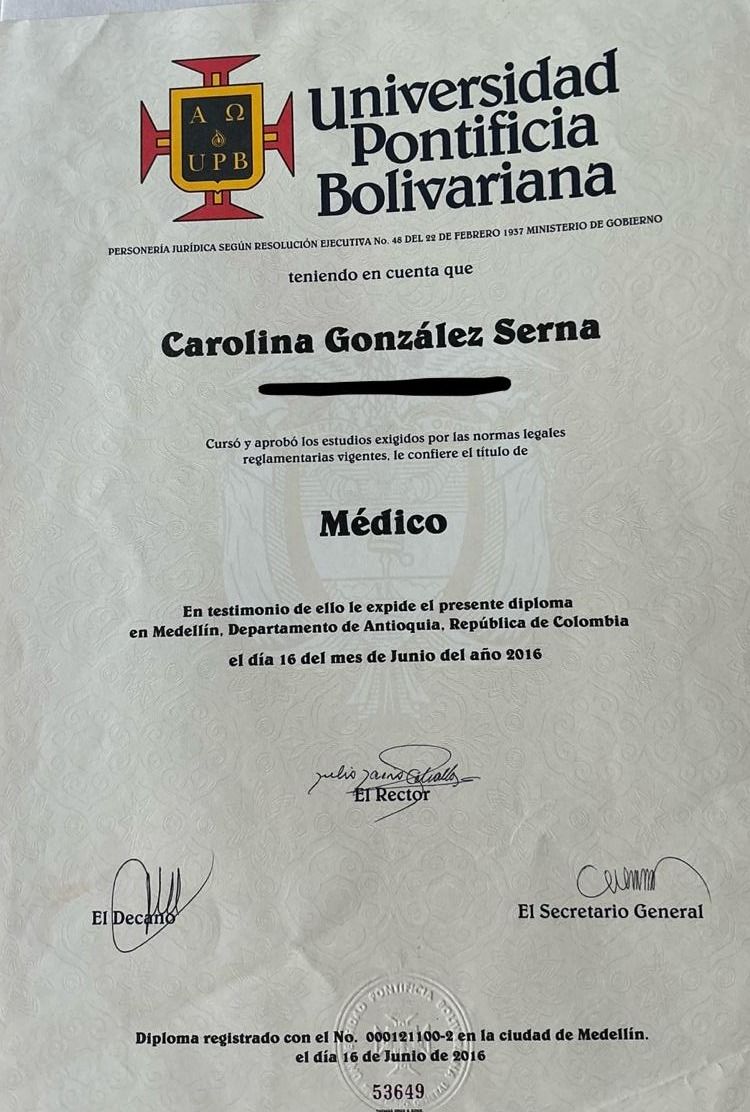 Α Ω
UPB
Universidad
Pontificia
Bolivariana
PERSONERÍA JURÍDICA SEGÚN RESOLUCIÓN EJECUTIVA No. 48 DEL 22 DE FEBRERO 1937 MINISTERIO DE GOBIERNO
teniendo en cuenta que
Carolina González Serna
Cursó y aprobó los estudios exigidos por las normas legales
reglamentarias vigentes, le confiere el título de
Médico
En testimonio de ello le expide el presente diploma
en Medellín, Departamento de Antioquia, República de Colombia
el día 16 del mes de Junio del año 2016
El Rector
El Decano
El Secretario General
Diploma registrado con el No. 000121100-2 en la ciudad de Medellín.
el día 16 de Junio de 2016
53649